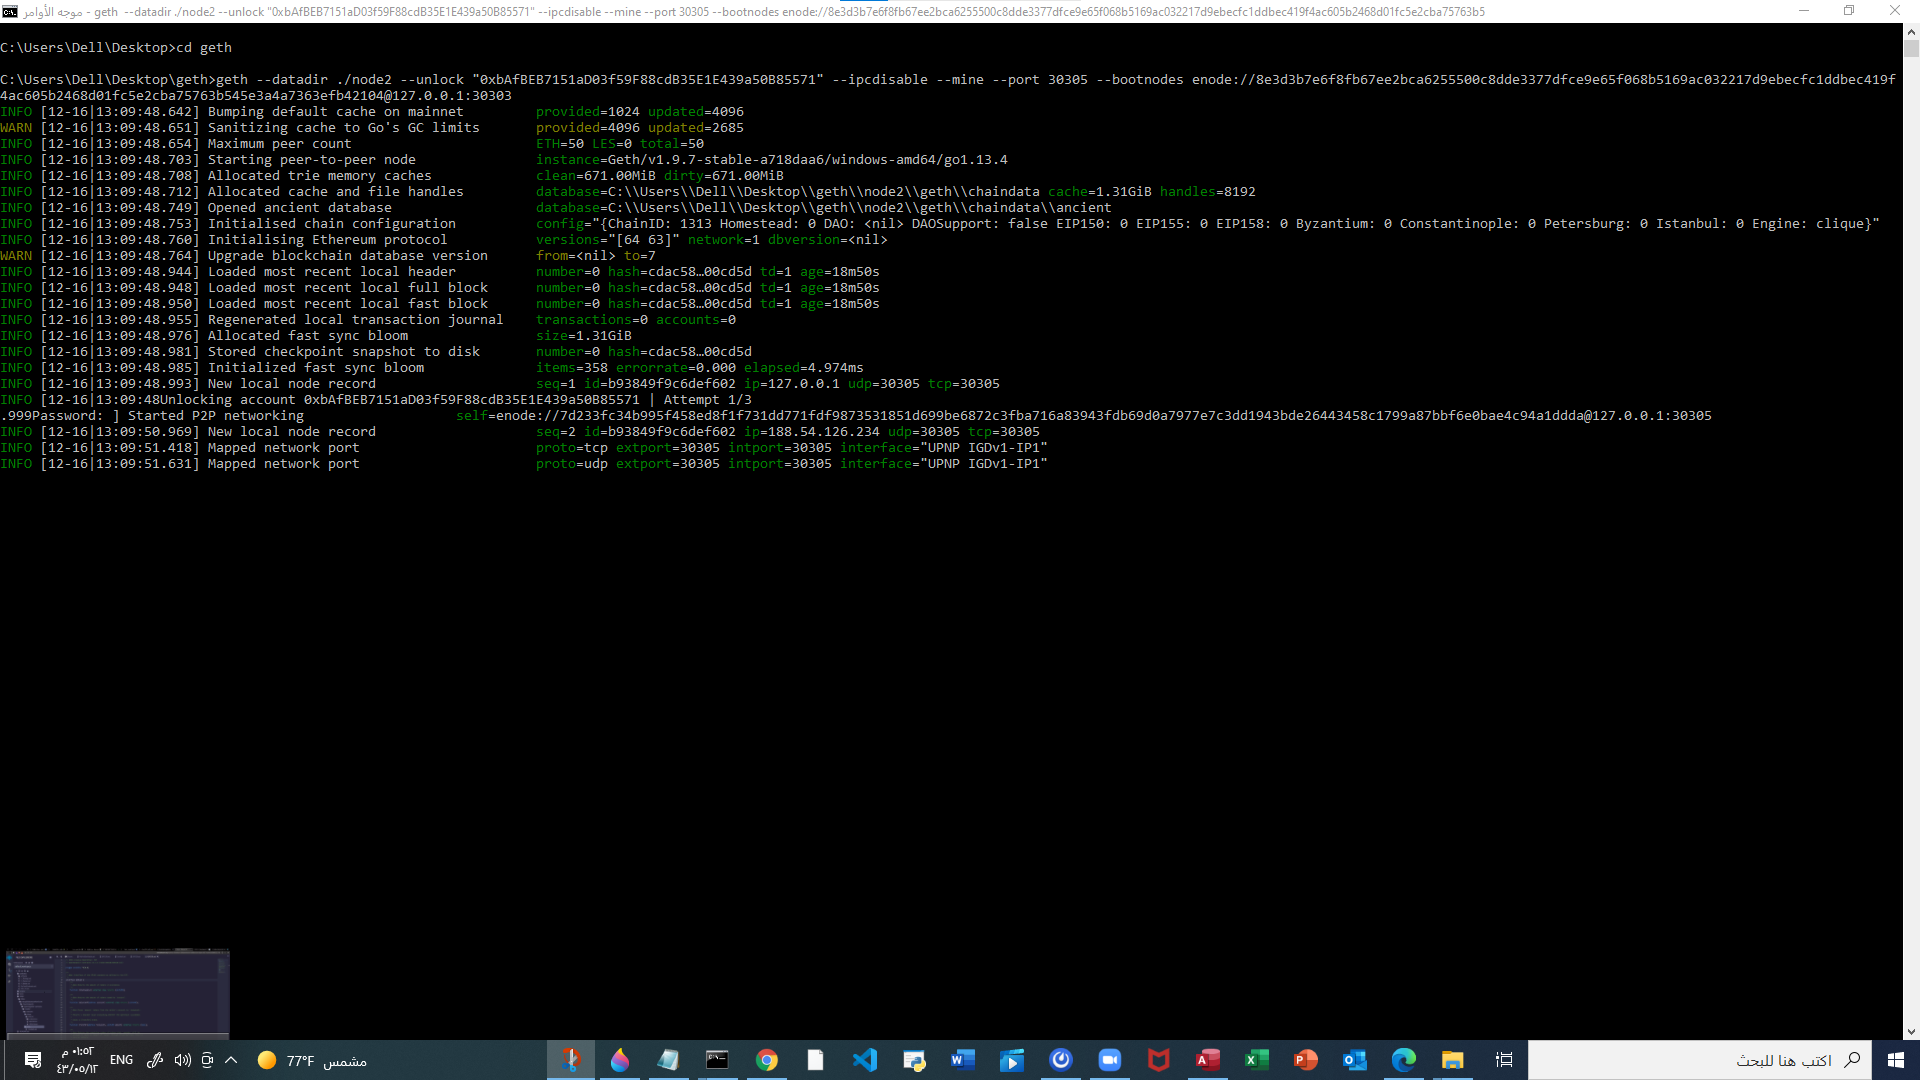 موجه الأوامر - geth --datadir ./node2 --unlock "0xbAfBEB7151aD03f59F88cdB35E1E439a50B85571" --ipcdisable --mine --port 30305 --bootnodes enode://8e3d3b7e6f8fb67ee2bca6255500c8dde3377dfce9e65f068b5169ac032217d9ebecfc1ddbec419f4ac605b2468d01fc5e2cba75763b5
C:\Users\Dell\Desktop>cd geth
C:\Users\Dell\Desktop\geth>geth --datadir ./node2 --unlock "0xbAfBEB7151aD03f59F88cdB35E1E439a50B85571" --ipcdisable --mine --port 30305 --bootnodes enode://8e3d3b7e6f8fb67ee2bca6255500c8dde3377dfce9e65f068b5169ac032217d9ebecfc1ddbec419f
4ac605b2468d01fc5e2cba75763b545e3a4a7363efb42104@127.0.0.1:30303
INFO [12-16|13:09:48.642] Bumping default cache on mainnet provided=1024 updated=4096
WARN [12-16|13:09:48.651] Sanitizing cache to Go's GC limits provided=4096 updated=2685
INFO [12-16|13:09:48.654] Maximum peer count ETH=50 LES=0 total=50
INFO [12-16|13:09:48.703] Starting peer-to-peer node instance=Geth/v1.9.7-stable-a718daa6/windows-amd64/go1.13.4
INFO [12-16|13:09:48.708] Allocated trie memory caches clean=671.00MiB dirty=671.00MiB
INFO [12-16|13:09:48.712] Allocated cache and file handles database=C:\\Users\\Dell\\Desktop\\geth\\node2\\geth\\chaindata cache=1.31GiB handles=8192
INFO [12-16|13:09:48.749] Opened ancient database database=C:\\Users\\Dell\\Desktop\\geth\\node2\\geth\\chaindata\\ancient
INFO [12-16|13:09:48.753] Initialised chain configuration config="{ChainID: 1313 Homestead: 0 DAO: <nil> DAOSupport: false EIP150: 0 EIP155: 0 EIP158: 0 Byzantium: 0 Constantinople: 0 Petersburg: 0 Istanbul: 0 Engine: clique}"
INFO [12-16|13:09:48.760] Initialising Ethereum protocol versions="[64 63]" network=1 dbversion=<nil>
WARN [12-16|13:09:48.764] Upgrade blockchain database version from=<nil> to=7
INFO [12-16|13:09:48.944] Loaded most recent local header number=0 hash=cdac58…00cd5d td=1 age=18m50s
INFO [12-16|13:09:48.948] Loaded most recent local full block number=0 hash=cdac58…00cd5d td=1 age=18m50s
INFO [12-16|13:09:48.950] Loaded most recent local fast block number=0 hash=cdac58…00cd5d td=1 age=18m50s
INFO [12-16|13:09:48.955] Regenerated local transaction journal transactions=0 accounts=0
INFO [12-16|13:09:48.976] Allocated fast sync bloom size=1.31GiB
INFO [12-16|13:09:48.981] Stored checkpoint snapshot to disk number=0 hash=cdac58…00cd5d
INFO [12-16|13:09:48.985] Initialized fast sync bloom items=358 errorrate=0.000 elapsed=4.974ms
INFO [12-16|13:09:48.993] New local node record seq=1 id=b93849f9c6def602 ip=127.0.0.1 udp=30305 tcp=30305
INFO [12-16|13:09:48Unlocking account 0xbAfBEB7151aD03f59F88cdB35E1E439a50B85571 | Attempt 1/3
.999Password: ] Started P2P networking self=enode://7d233fc34b995f458ed8f1f731dd771fdf9873531851d699be6872c3fba716a83943fdb69d0a7977e7c3dd1943bde26443458c1799a87bbf6e0bae4c94a1ddda@127.0.0.1:30305
INFO [12-16|13:09:50.969] New local node record seq=2 id=b93849f9c6def602 ip=188.54.126.234 udp=30305 tcp=30305
INFO [12-16|13:09:51.418] Mapped network port proto=tcp extport=30305 intport=30305 interface="UPNP IGDv1-IP1"
INFO [12-16|13:09:51.631] Mapped network port proto=udp extport=30305 intport=30305 interface="UPNP IGDv1-IP1"
٠١:٥٢ م
٤٣/٠٥/١٢
ENG
77°F مشمس
اكتب هنا للبحث